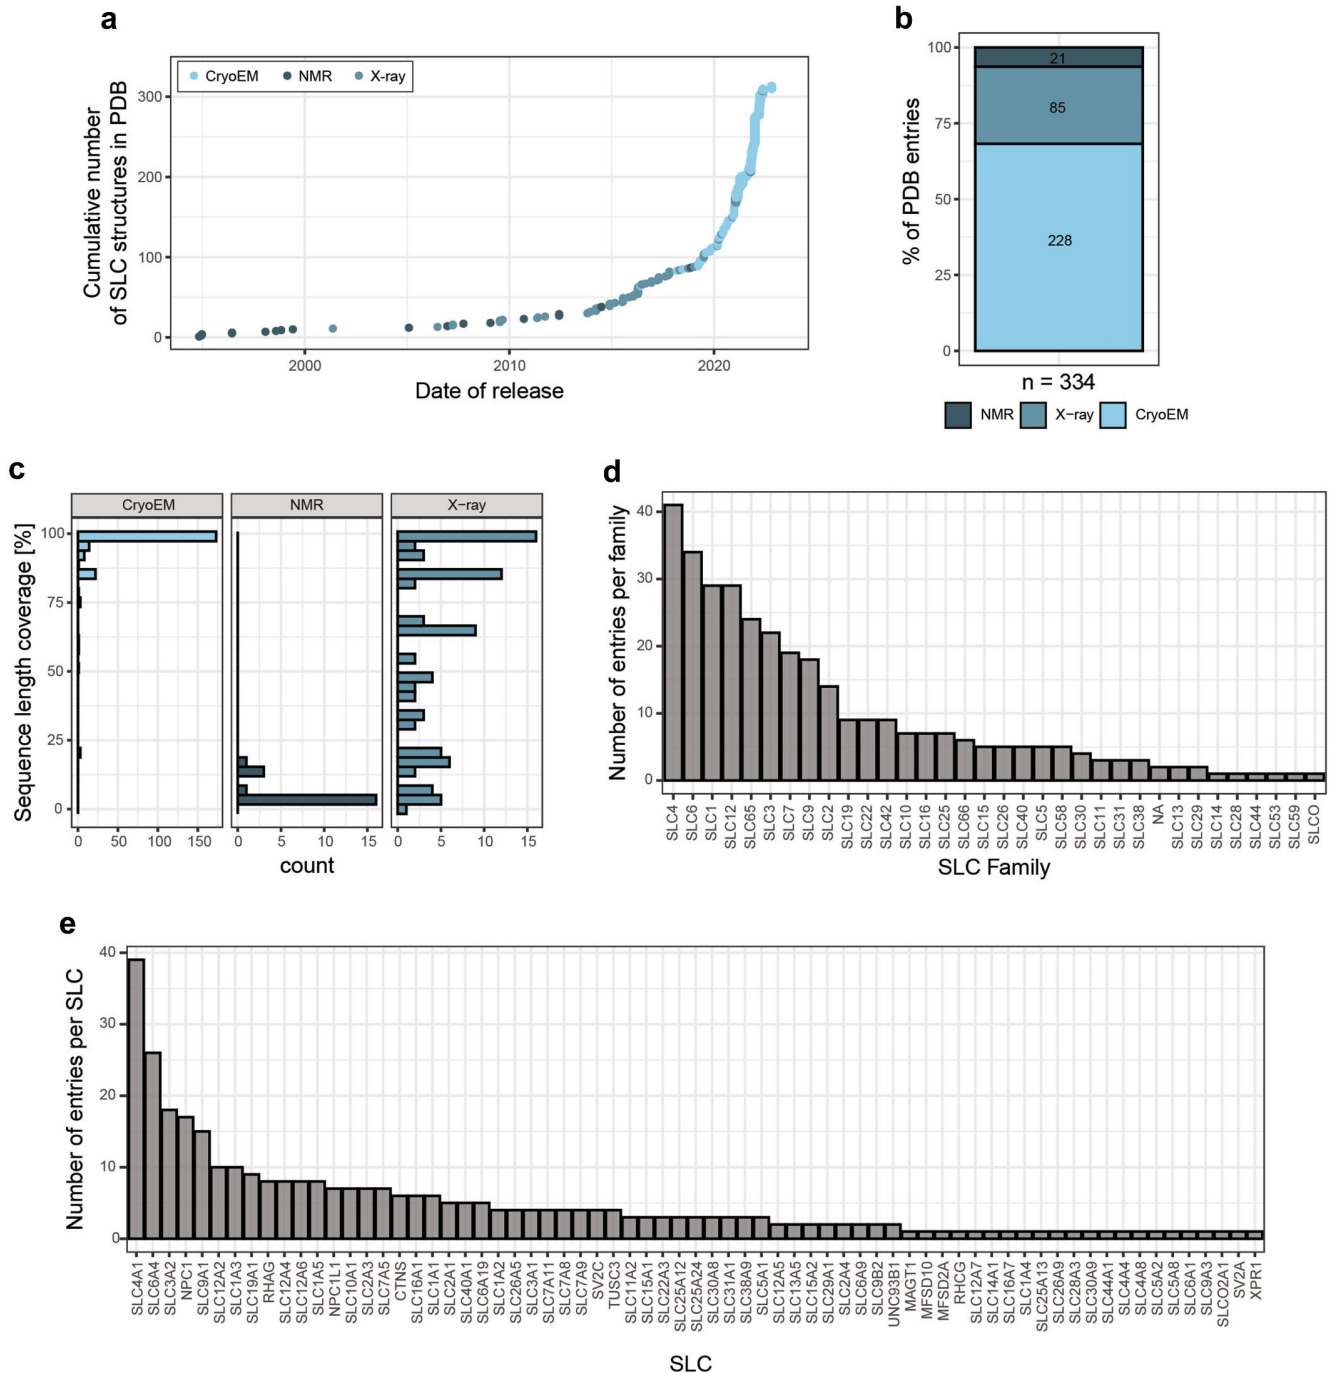 a
CryoEM NMR X-ray
Cumulative number
of SLC structures in PDB
300
200
100
0
2000 2010 2020
Date of release
b
% of PDB entries
100
75
50
25
0
21
85
228
n = 334
NMR X-ray CryoEM
c
CryoEM NMR X-ray
Sequence length coverage [%]
100
75
50
25
0
0 50 100 150 0 5 10 15 0 5 10 15
count
d
Number of entries per family
40
30
20
10
0
SLC4 SLC6 SLC1 SLC12 SLC65 SLC3 SLC7 SLC9 SLC2 SLC19 SLC22 SLC42 SLC10 SLC16 SLC25 SLC66 SLC15 SLC26 SLC40 SLC5 SLC58 SLC30 SLC11 SLC31 SLC38 NA SLC13 SLC29 SLC14 SLC28 SLC44 SLC53 SLC59 SLCO
SLC Family
e
Number of entries per SLC
40
30
20
10
0
SLC4A1 SLC6A4 SLC3A2 NPC1 SLC9A1 SLC12A2 SLC1A3 SLC19A1 RHAG SLC12A4 SLC12A6 SLC1A5 NPC1L1 SLC10A1 SLC2A3 SLC7A5 CTNS SLC16A1 SLC1A1 SLC2A1 SLC40A1 SLC6A19 SLC1A2 SLC26A5 SLC3A1 SLC7A11 SLC7A8 SLC7A9 SV2C TUSC3 SLC11A2 SLC15A1 SLC22A3 SLC25A12 SLC25A24 SLC30A8 SLC31A1 SLC38A9 SLC5A1 SLC12A5 SLC13A5 SLC15A2 SLC29A1 SLC2A4 SLC6A9 SLC9B2 UNC93B1 MAGT1 MFSD10 MFSD2A RHCG SLC12A7 SLC14A1 SLC16A7 SLC1A4 SLC25A13 SLC26A9 SLC28A3 SLC30A9 SLC44A1 SLC4A4 SLC4A8 SLC5A2 SLC5A8 SLC6A1 SLC9A3 SLCO2A1 SV2A XPR1
SLC